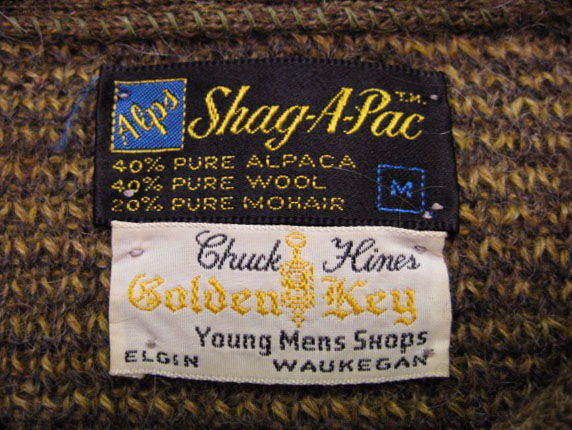 Alps Shag-A-Pac T.M.
40% PURE ALPACA
40% PURE WOOL
20% PURE MOHAIR
M
Chuck Hines
Golden Key
Young Mens Shops
ELGIN WAUKEGAN